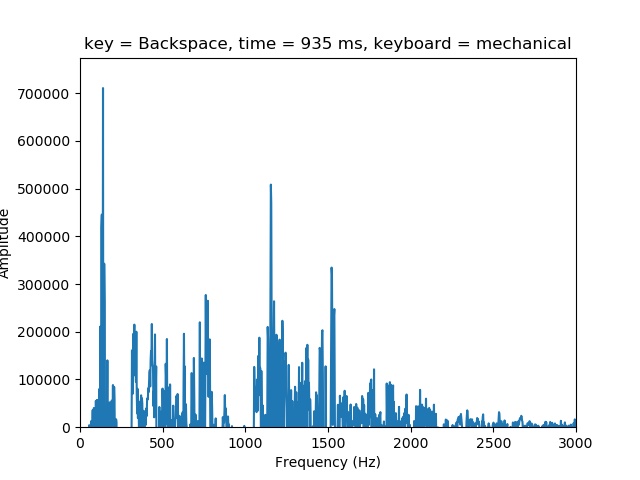 key = Backspace, time = 935 ms, keyboard = mechanical
700000
600000
500000
400000
300000
200000
100000
0
Amplitude
0 500 1000 1500 2000 2500 3000
Frequency (Hz)